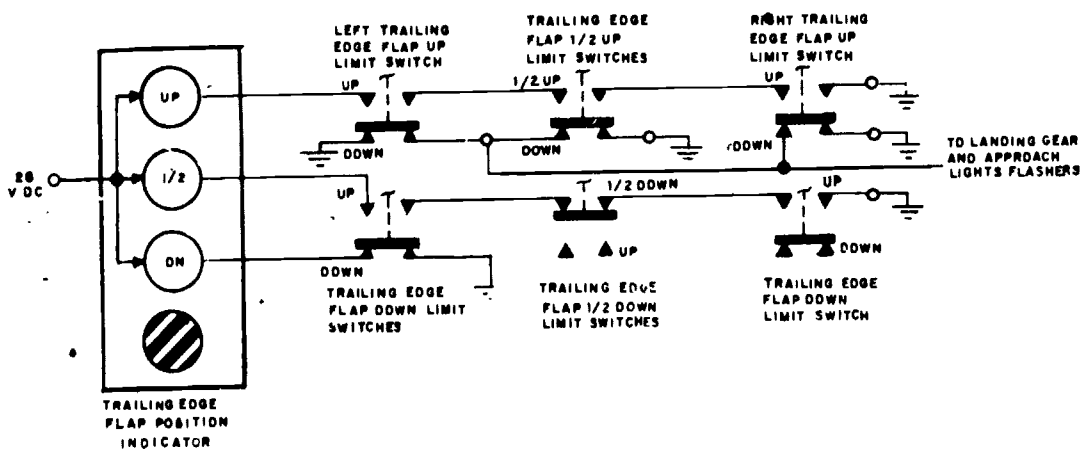 LEFT TRAILING
EDGE FLAP UP
LIMIT SWITCH
TRAILING EDGE
FLAP 1/2 UP
LIMIT SWITCHES
RIGHT TRAILING
EDGE FLAP UP
LIMIT SWITCH
UP
UP
1/2 UP
UP
DOWN
DOWN
DOWN
TO LANDING GEAR
AND APPROACH
LIGHTS FLASHERS
28
V DC
1/2
UP
1/2 DOWN
UP
DN
DOWN
UP
DOWN
TRAILING EDGE
FLAP DOWN LIMIT
SWITCHES
TRAILING EDGE
FLAP 1/2 DOWN
LIMIT SWITCHES
TRAILING EDGE
FLAP DOWN
LIMIT SWITCH
TRAILING EDGE
FLAP POSITION
INDICATOR